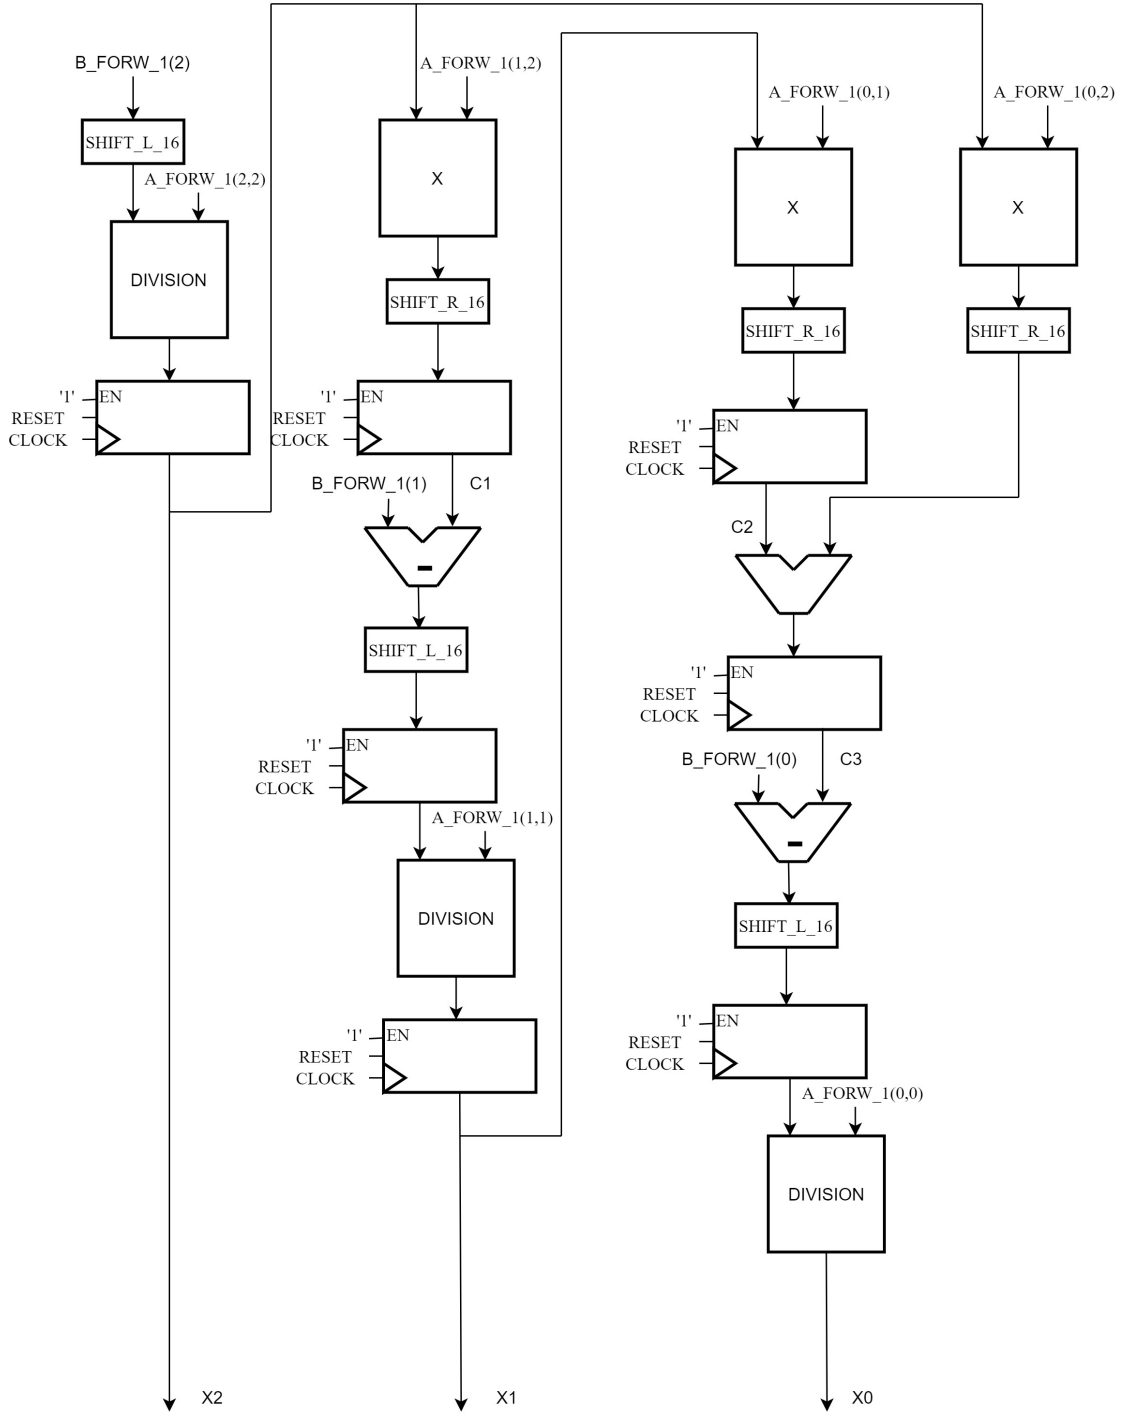 B_FORW_1(2)
SHIFT_L_16
A_FORW_1(2,2)
DIVISION
'1'
EN
RESET
CLOCK
X2
A_FORW_1(1,2)
X
SHIFT_R_16
'1'
EN
RESET
CLOCK
B_FORW_1(1)
C1
-
SHIFT_L_16
'1'
EN
RESET
CLOCK
A_FORW_1(1,1)
DIVISION
'1'
EN
RESET
CLOCK
X1
A_FORW_1(0,1)
X
SHIFT_R_16
'1'
EN
RESET
CLOCK
C2
A_FORW_1(0,2)
X
SHIFT_R_16
'1'
EN
RESET
CLOCK
B_FORW_1(0)
C3
-
SHIFT_L_16
'1'
EN
RESET
CLOCK
A_FORW_1(0,0)
DIVISION
X0